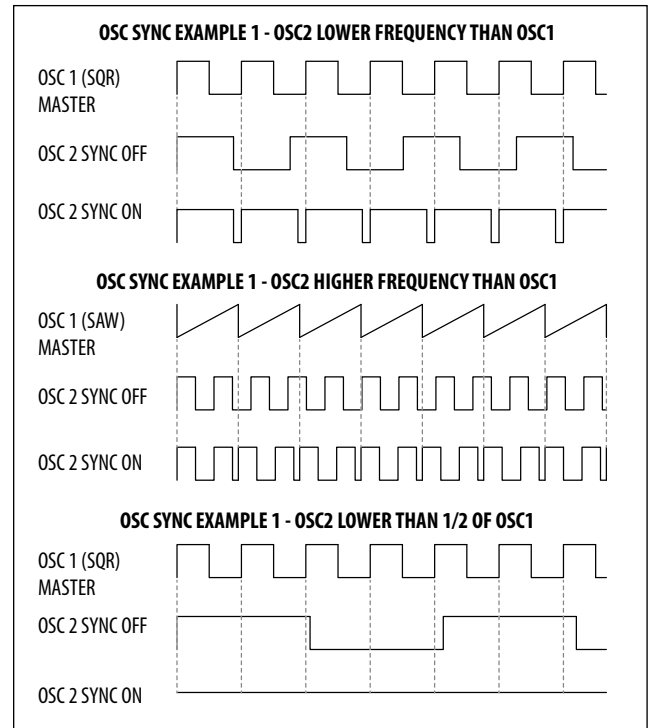 OSC SYNC EXAMPLE 1 - OSC2 LOWER FREQUENCY THAN OSC1
OSC 1 (SQR)
MASTER
OSC 2 SYNC OFF
OSC 2 SYNC ON
OSC SYNC EXAMPLE 1 - OSC2 HIGHER FREQUENCY THAN OSC1
OSC 1 (SAW)
MASTER
OSC 2 SYNC OFF
OSC 2 SYNC ON
OSC SYNC EXAMPLE 1 - OSC2 LOWER THAN 1/2 OF OSC1
OSC 1 (SQR)
MASTER
OSC 2 SYNC OFF
OSC 2 SYNC ON